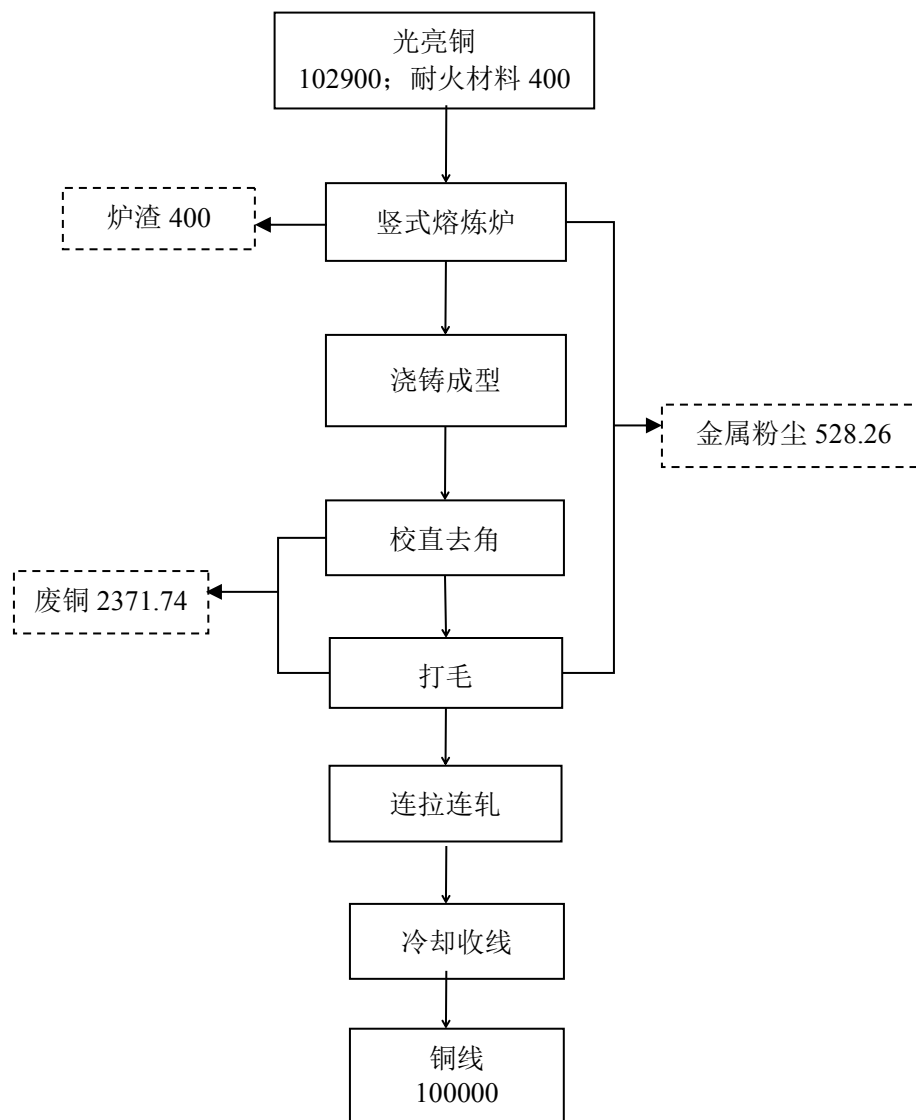 光亮铜
102900；耐火材料 400
炉渣 400
竖式熔炼炉
浇铸成型
金属粉尘 528.26
校直去角
废铜 2371.74
打毛
连拉连轧
冷却收线
铜线
100000